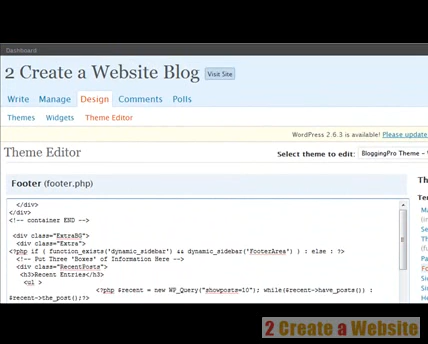 Dashboard
2 Create a Website Blog Visit Site
Write Manage Design Comments Polls
Themes Widgets Theme Editor
WordPress 2.6.3 is available! Please update
Theme Editor Select theme to edit: BloggingPro Theme -
Footer (footer.php)
</div>
</div>
<!-- container END -->
<div class="ExtraBG">
<div class="Extra">
<?php if ( function_exists('dynamic_sidebar') && dynamic_sidebar('FooterArea') ) : else : ?>
<!-- Put Three 'Boxes' of Information Here -->
<div class="RecentPosts">
<h3>Recent Entries</h3>
<ul >
<?php $recent = new WP_Query("showposts=10"); while($recent->have_posts()) :
$recent->the_post();?>
2 Create a Website